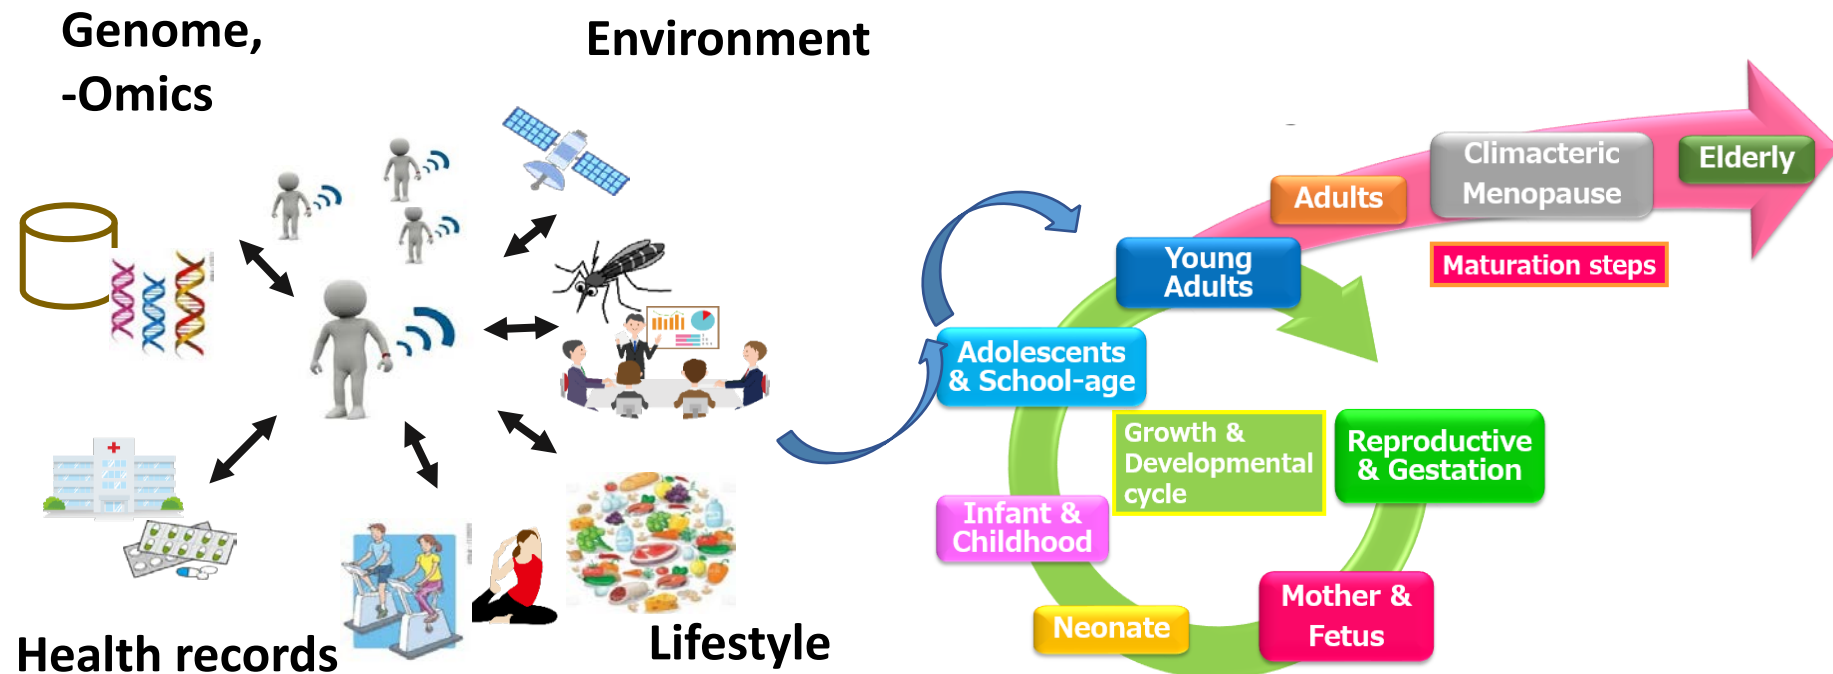 Genome,
-Omics
Environment
Health records
Lifestyle
Elderly
Climacteric
Menopause
Adults
Maturation steps
Young
Adults
Adolescents
& School-age
Growth &
Developmental
cycle
Reproductive
& Gestation
Infant &
Childhood
Mother &
Fetus
Neonate